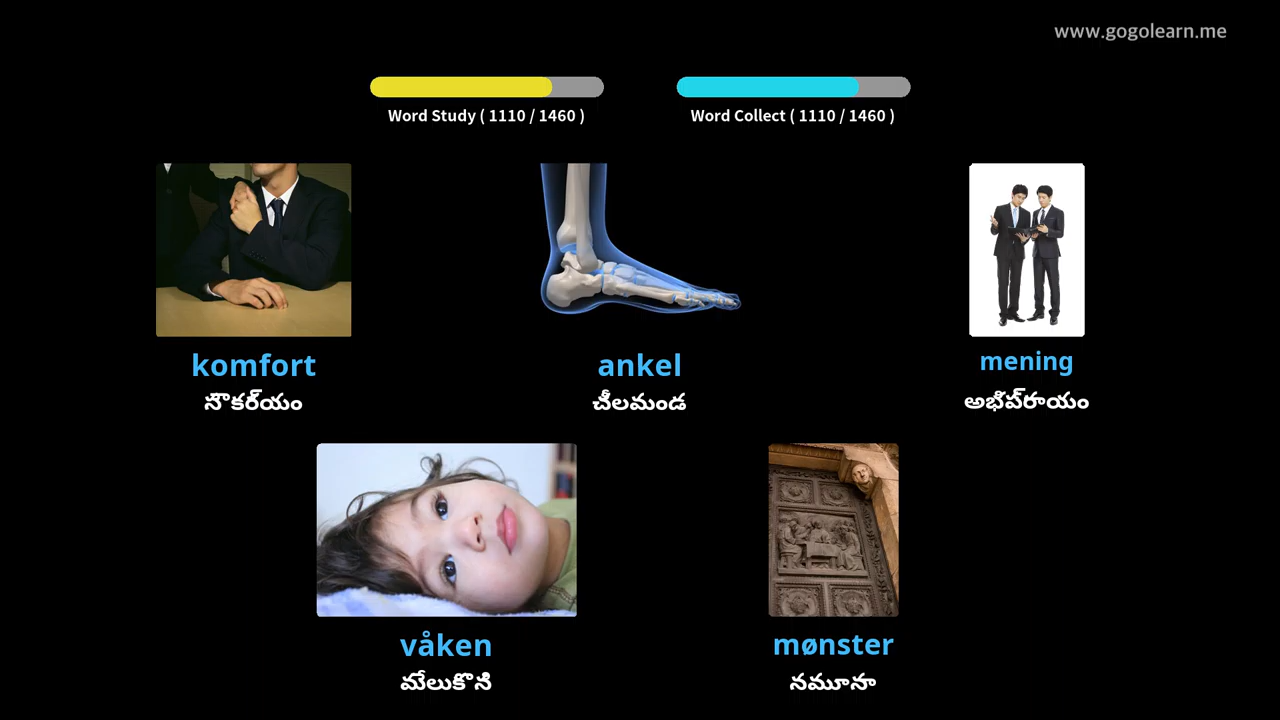 www.gogolearn.me
Word Study ( 1110 / 1460 )
Word Collect ( 1110 / 1460 )
komfort
సౌకర్యం
ankel
చీలమండ
mening
అభిప్రాయం
våken
మేలుకొని
mønster
నమూనా